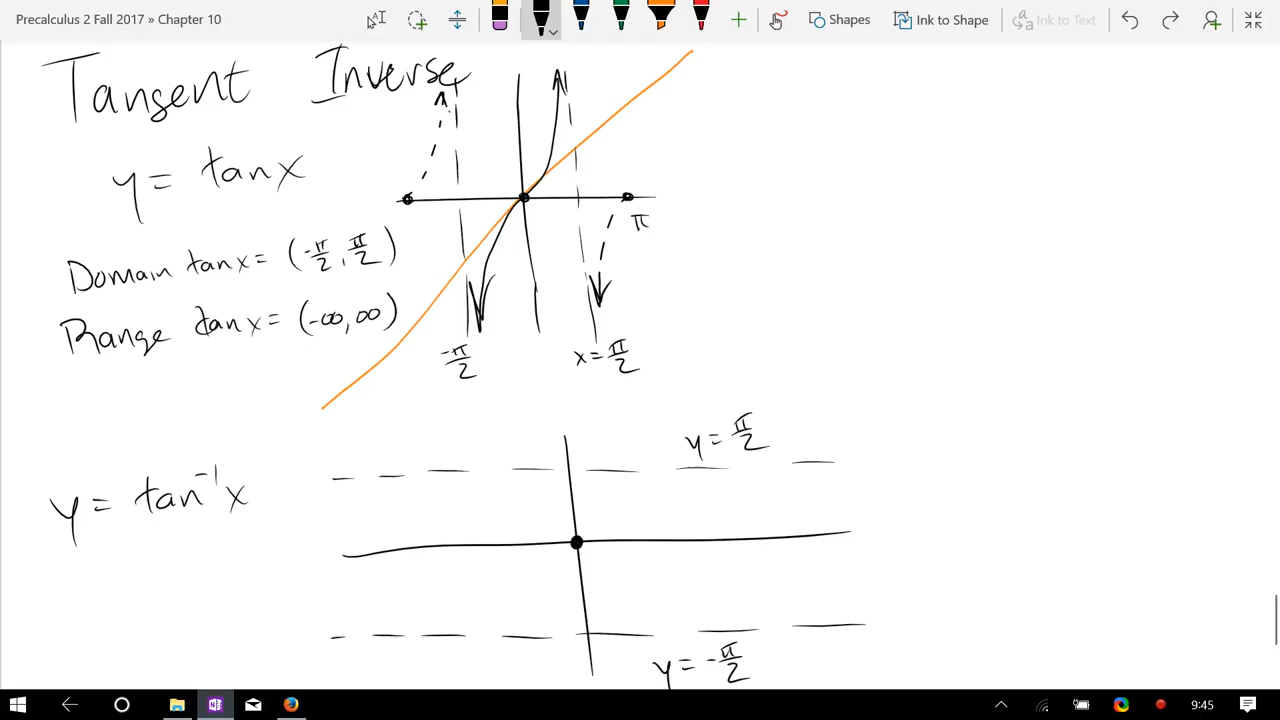 Precalculus 2 Fall 2017 » Chapter 10
Shapes
Ink to Shape
Ink to Text
Tangent Inverse
y = tan x
π
Domain tan x = (-π/2, π/2)
Range tan x = (-∞, ∞)
-π/2
x = π/2
y = π/2
y = tan⁻¹ x
y = -π/2
9:45